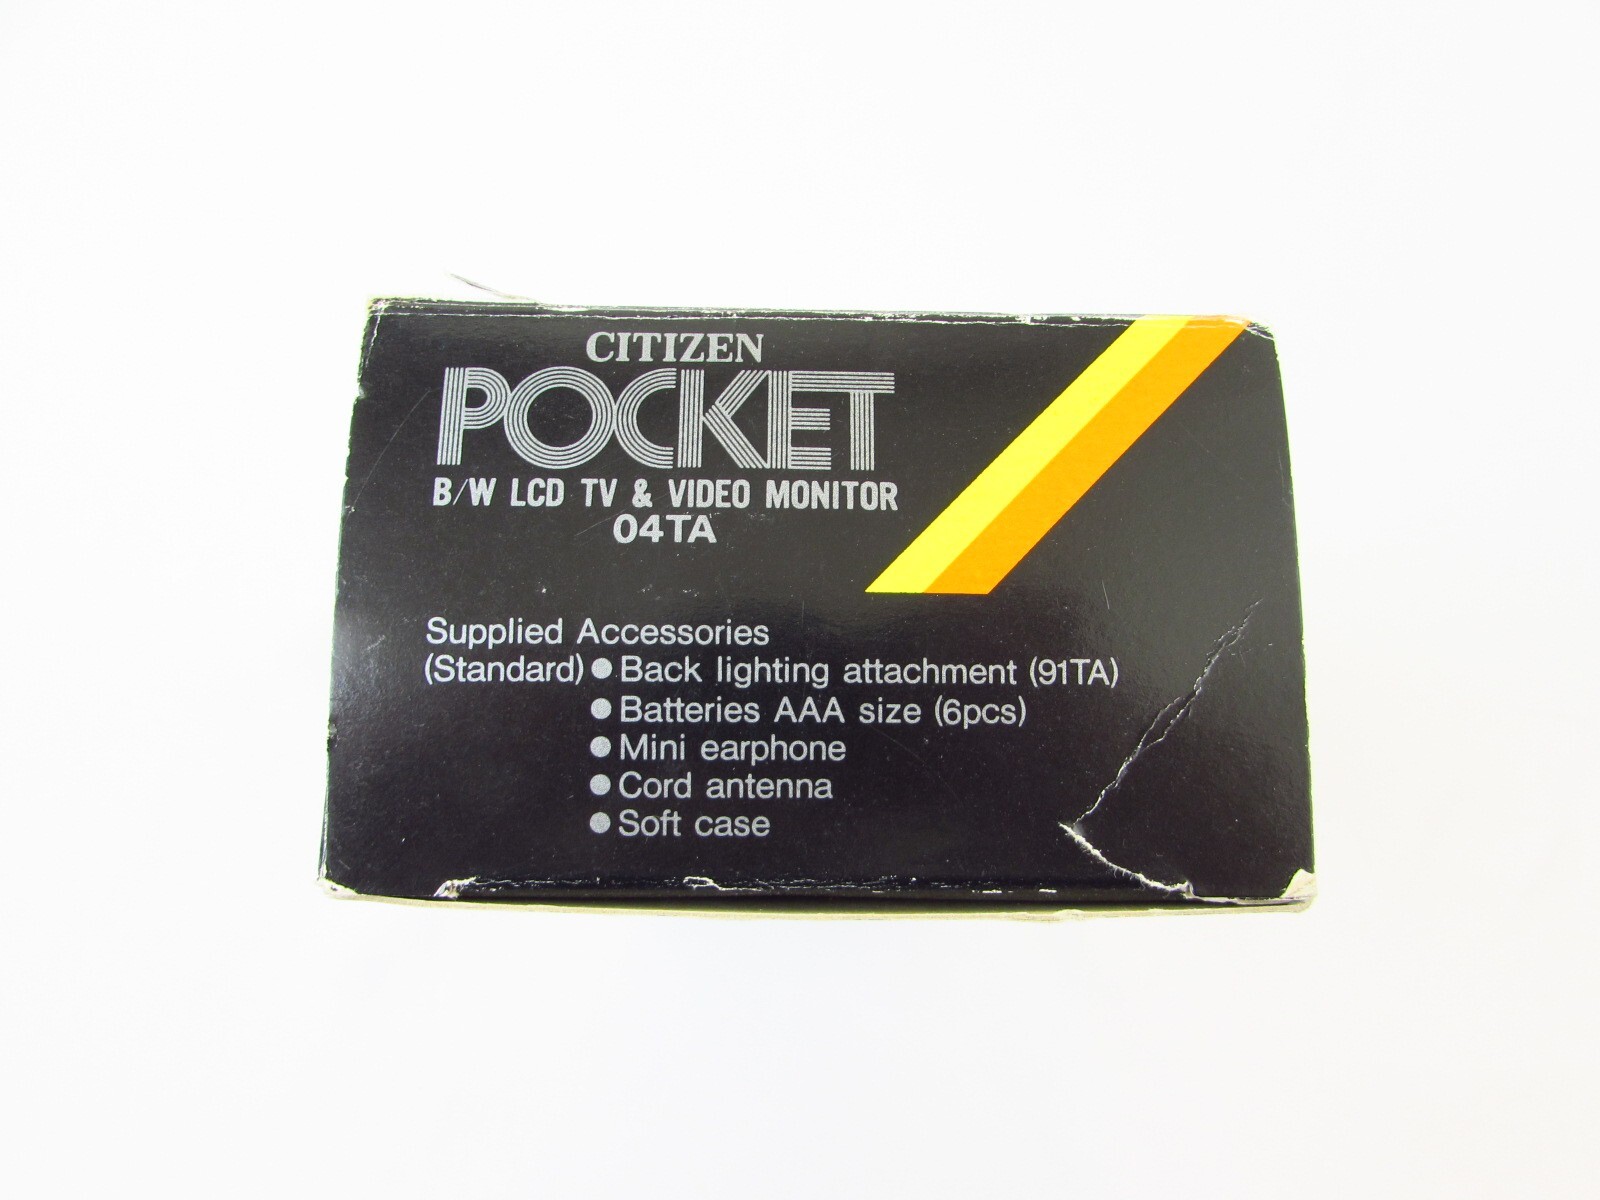 CITIZEN
POCKET
B/W LCD TV & VIDEO MONITOR
04TA
Supplied Accessories
(Standard) ● Back lighting attachment (91TA)
● Batteries AAA size (6pcs)
● Mini earphone
● Cord antenna
● Soft case